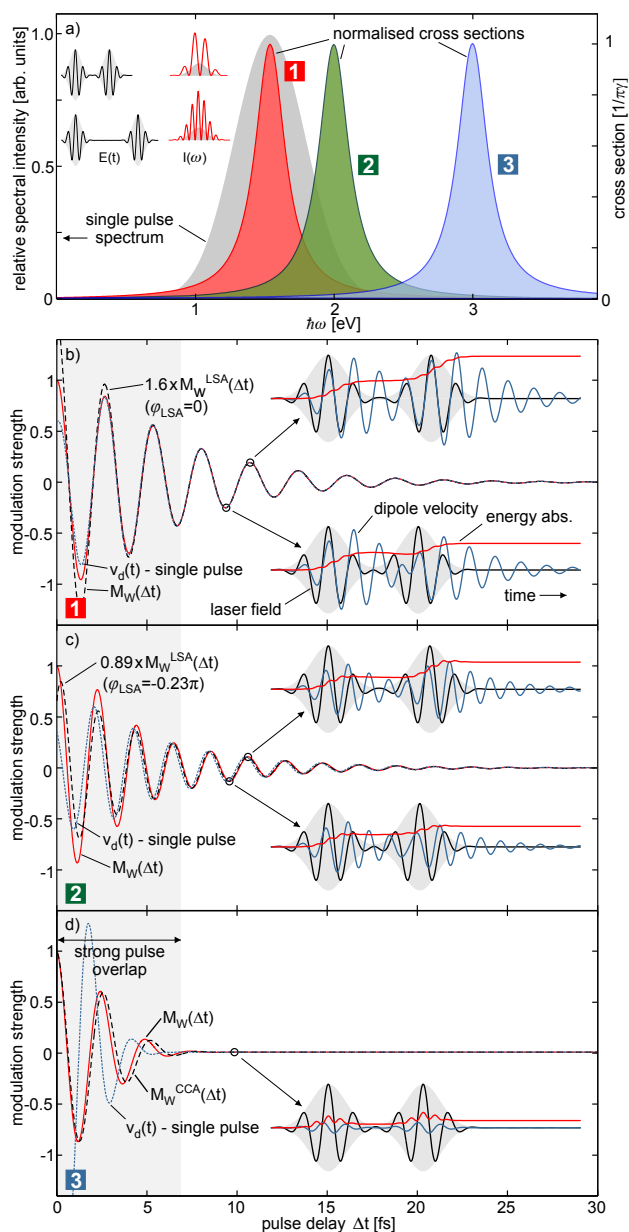 a)
relative spectral intensity [arb. units]
1.0
0.5
0
E(t)
I(ω)
single pulse
spectrum
normalised cross sections
1
2
3
1
0
cross section [1/πγ]
1
2
3
ħω [eV]
b)
modulation strength
1
0.5
0
-0.5
-1
1.6 x M_W^LSA(Δt)
(φ_LSA=0)
v_d(t) - single pulse
M_W(Δt)
1
dipole velocity
energy abs.
laser field
time
c)
modulation strength
1
0.5
0
-0.5
-1
0.89 x M_W^LSA(Δt)
(φ_LSA=-0.23π)
v_d(t) - single pulse
M_W(Δt)
2
d)
modulation strength
1
0.5
0
-0.5
-1
strong pulse
overlap
M_W(Δt)
M_W^CCA(Δt)
v_d(t) - single pulse
3
0
5
10
15
20
25
30
pulse delay Δt [fs]